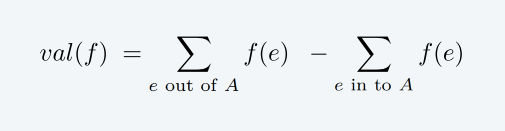 val(f) = ∑ f(e) − ∑ f(e)
e out of A e in to A